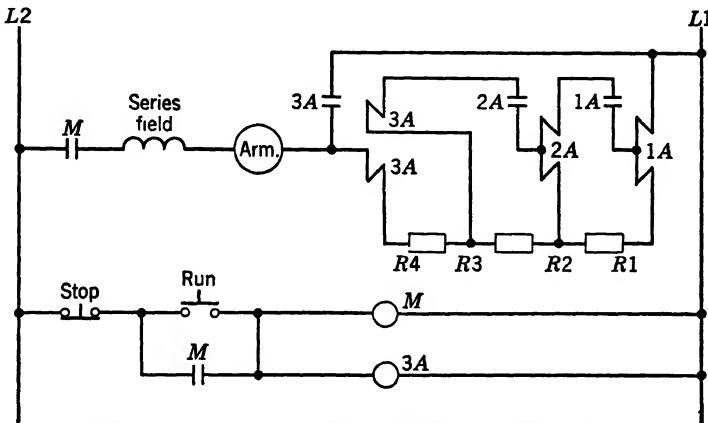 L2
L1
Series
field
M
Arm.
3A
3A
3A
2A
2A
1A
1A
R4
R3
R2
R1
Stop
Run
M
M
3A